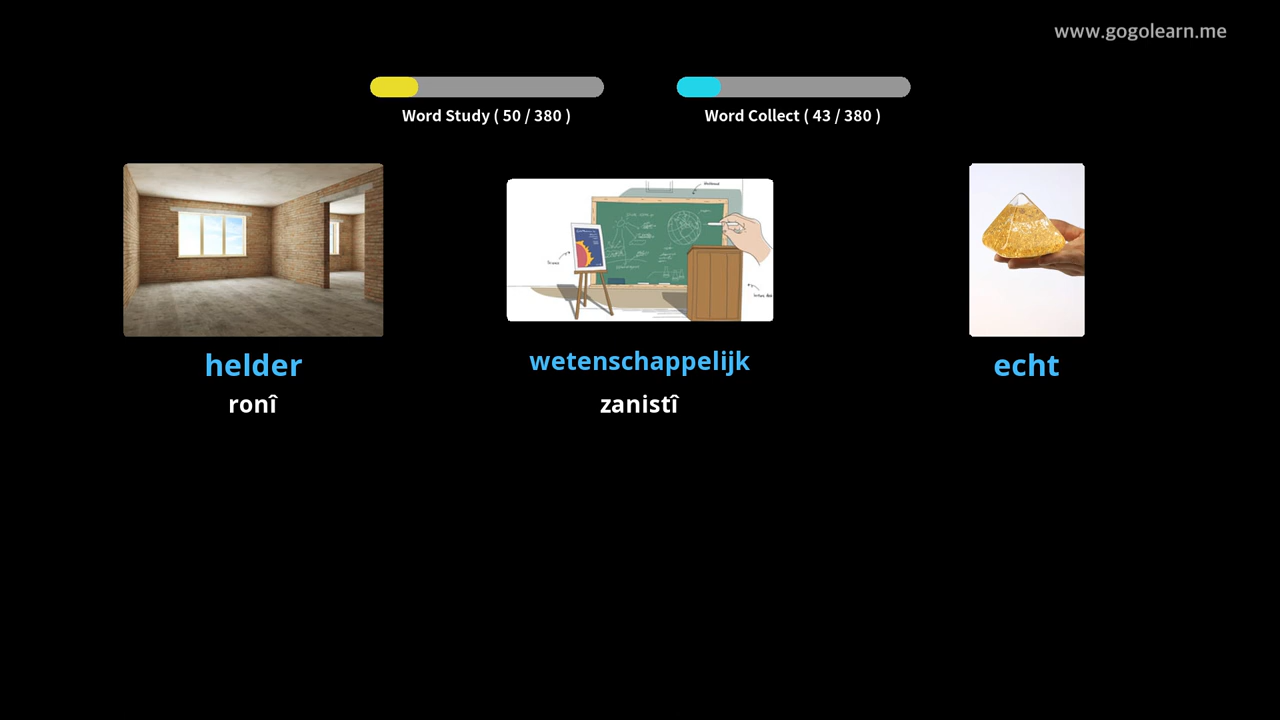 www.gogolearn.me
Word Study ( 50 / 380 )
Word Collect ( 43 / 380 )
helder
wetenschappelijk
echt
ronî
zanistî